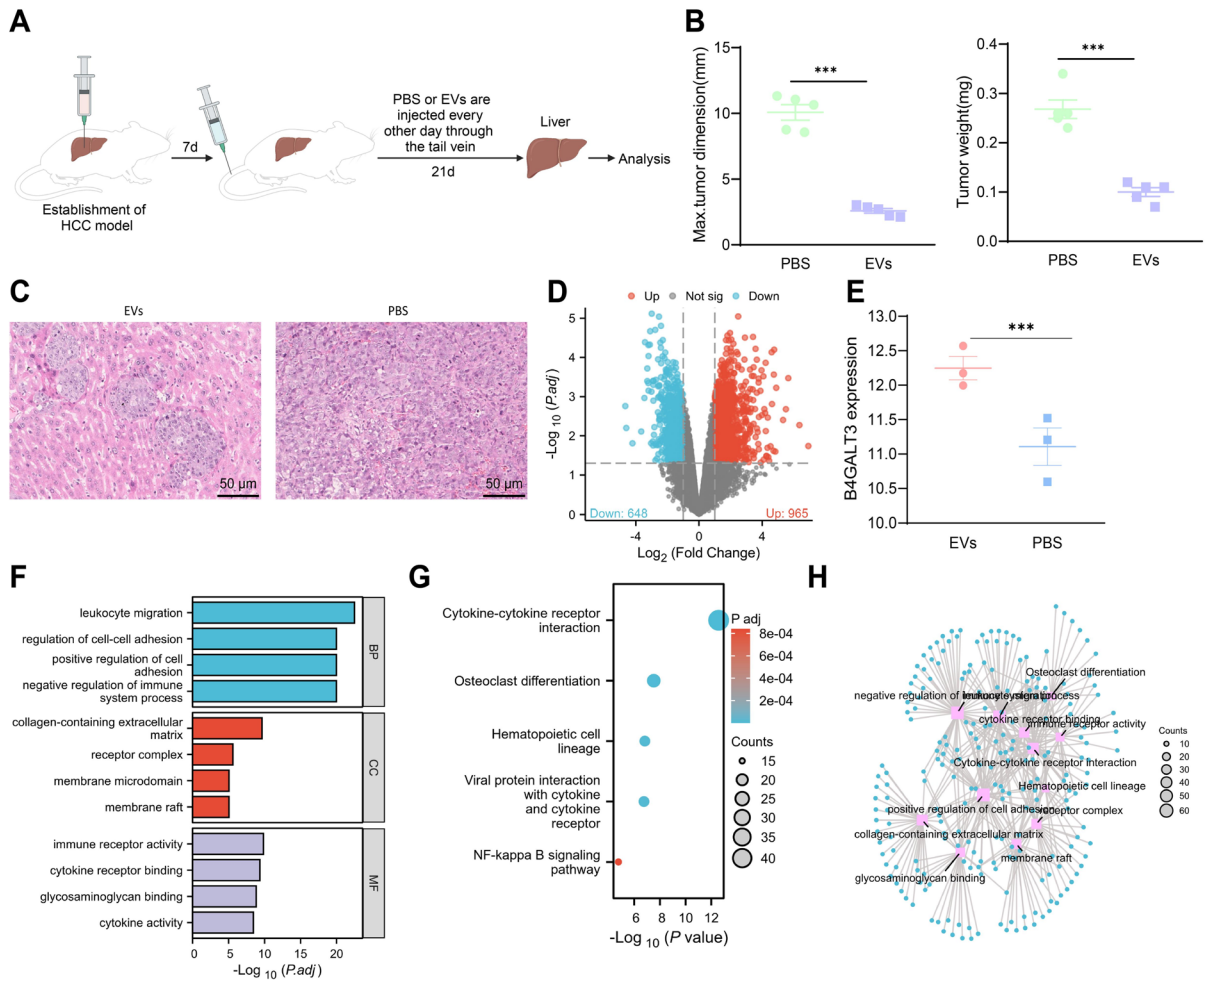 A
7d
PBS or EVs are
injected every
other day through
the tail vein
21d
Liver
Analysis
Establishment of
HCC model
B
Max.tumor dimension(mm)
15
10
5
0
***
PBS
EVs
Tumor weight(mg)
0.4
0.3
0.2
0.1
0.0
***
PBS
EVs
C
EVs
PBS
50 µm
50 µm
D
Up
Not sig
Down
-Log 10 (P.adj)
5
4
3
2
1
0
Down: 648
Up: 965
-4
0
4
Log2 (Fold Change)
E
B4GALT3 expression
13.0
12.5
12.0
11.5
11.0
10.5
10.0
***
EVs
PBS
F
leukocyte migration
regulation of cell-cell adhesion
positive regulation of cell
adhesion
negative regulation of immune
system process
BP
collagen-containing extracellular
matrix
receptor complex
membrane microdomain
membrane raft
CC
immune receptor activity
cytokine receptor binding
glycosaminoglycan binding
cytokine activity
MF
0
5
10
15
20
-Log 10 (P.adj)
G
Cytokine-cytokine receptor
interaction
Osteoclast differentiation
Hematopoietic cell
lineage
Viral protein interaction
with cytokine
and cytokine
receptor
NF-kappa B signaling
pathway
6
8
10
12
-Log 10 (P value)
P adj
8e-04
6e-04
4e-04
2e-04
Counts
15
20
25
30
35
40
H
Osteoclast differentiation
negative regulation of immune system process
leukocyte migration
cytokine receptor binding
immune receptor activity
Cytokine-cytokine receptor interaction
Hematopoietic cell lineage
positive regulation of cell adhesion
receptor complex
collagen-containing extracellular matrix
membrane raft
glycosaminoglycan binding
Counts
10
20
30
40
50
60